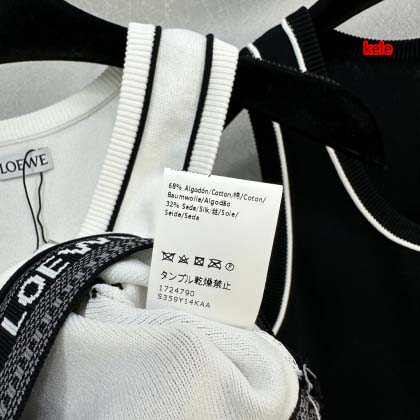 kele
LOEWE
68% Algodón/Cotton/棉/Coton/
Baumwolle/Algodão
32% Seda/Silk/丝/Soie/
Seide/Seda
タンブル乾燥禁止
1724790
S359Y14KAA
LOEWE